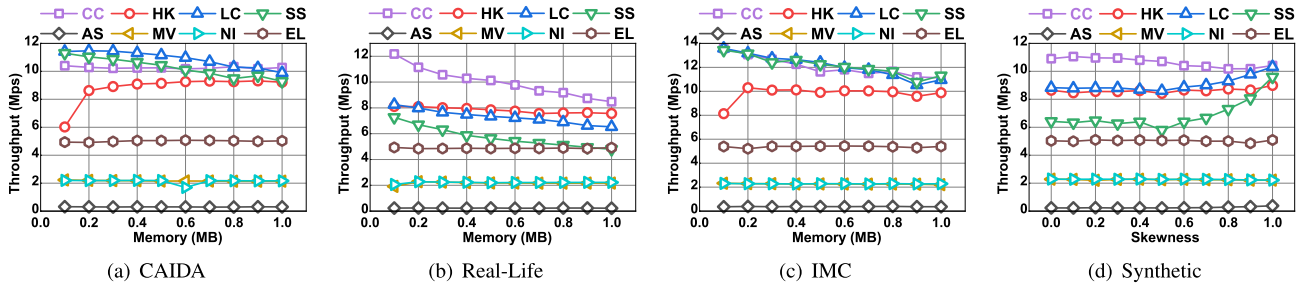 CC HK LC SS
AS MV NI EL
Throughput (Mps)
12
10
8
6
4
2
0
0.0 0.2 0.4 0.6 0.8 1.0
Memory (MB)
(a) CAIDA
CC HK LC SS
AS MV NI EL
Throughput (Mps)
12
10
8
6
4
2
0
0.0 0.2 0.4 0.6 0.8 1.0
Memory (MB)
(b) Real-Life
CC HK LC SS
AS MV NI EL
Throughput (Mps)
14
12
10
8
6
4
2
0
0.0 0.2 0.4 0.6 0.8 1.0
Memory (MB)
(c) IMC
CC HK LC SS
AS MV NI EL
Throughput (Mps)
12
10
8
6
4
2
0
0.0 0.2 0.4 0.6 0.8 1.0
Skewness
(d) Synthetic